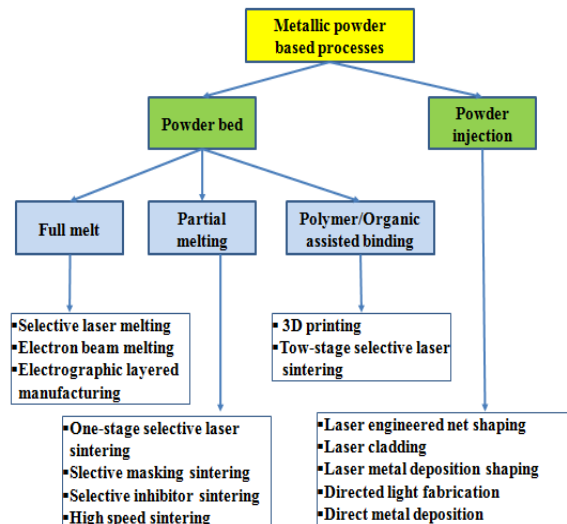 Metallic powder
based processes
Powder bed
Powder
injection
Full melt
Partial
melting
Polymer/Organic
assisted binding
▪Selective laser melting
▪Electron beam melting
▪Electrographic layered
manufacturing
▪ 3D printing
▪Tow-stage selective laser
sintering
▪One-stage selective laser
sintering
▪Slective masking sintering
▪Selective inhibitor sintering
▪High speed sintering
▪Laser engineered net shaping
▪Laser cladding
▪Laser metal deposition shaping
▪Directed light fabrication
▪Direct metal deposition